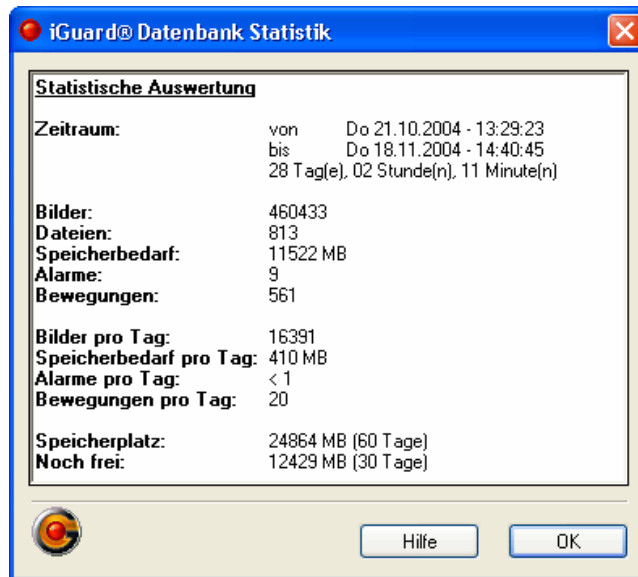 iGuard® Datenbank Statistik
Statistische Auswertung
Zeitraum: von Do 21.10.2004 - 13:29:23
bis Do 18.11.2004 - 14:40:45
28 Tag(e), 02 Stunde(n), 11 Minute(n)
Bilder: 460433
Dateien: 813
Speicherbedarf: 11522 MB
Alarme: 9
Bewegungen: 561
Bilder pro Tag: 16391
Speicherbedarf pro Tag: 410 MB
Alarme pro Tag: < 1
Bewegungen pro Tag: 20
Speicherplatz: 24864 MB (60 Tage)
Noch frei: 12429 MB (30 Tage)
Hilfe OK